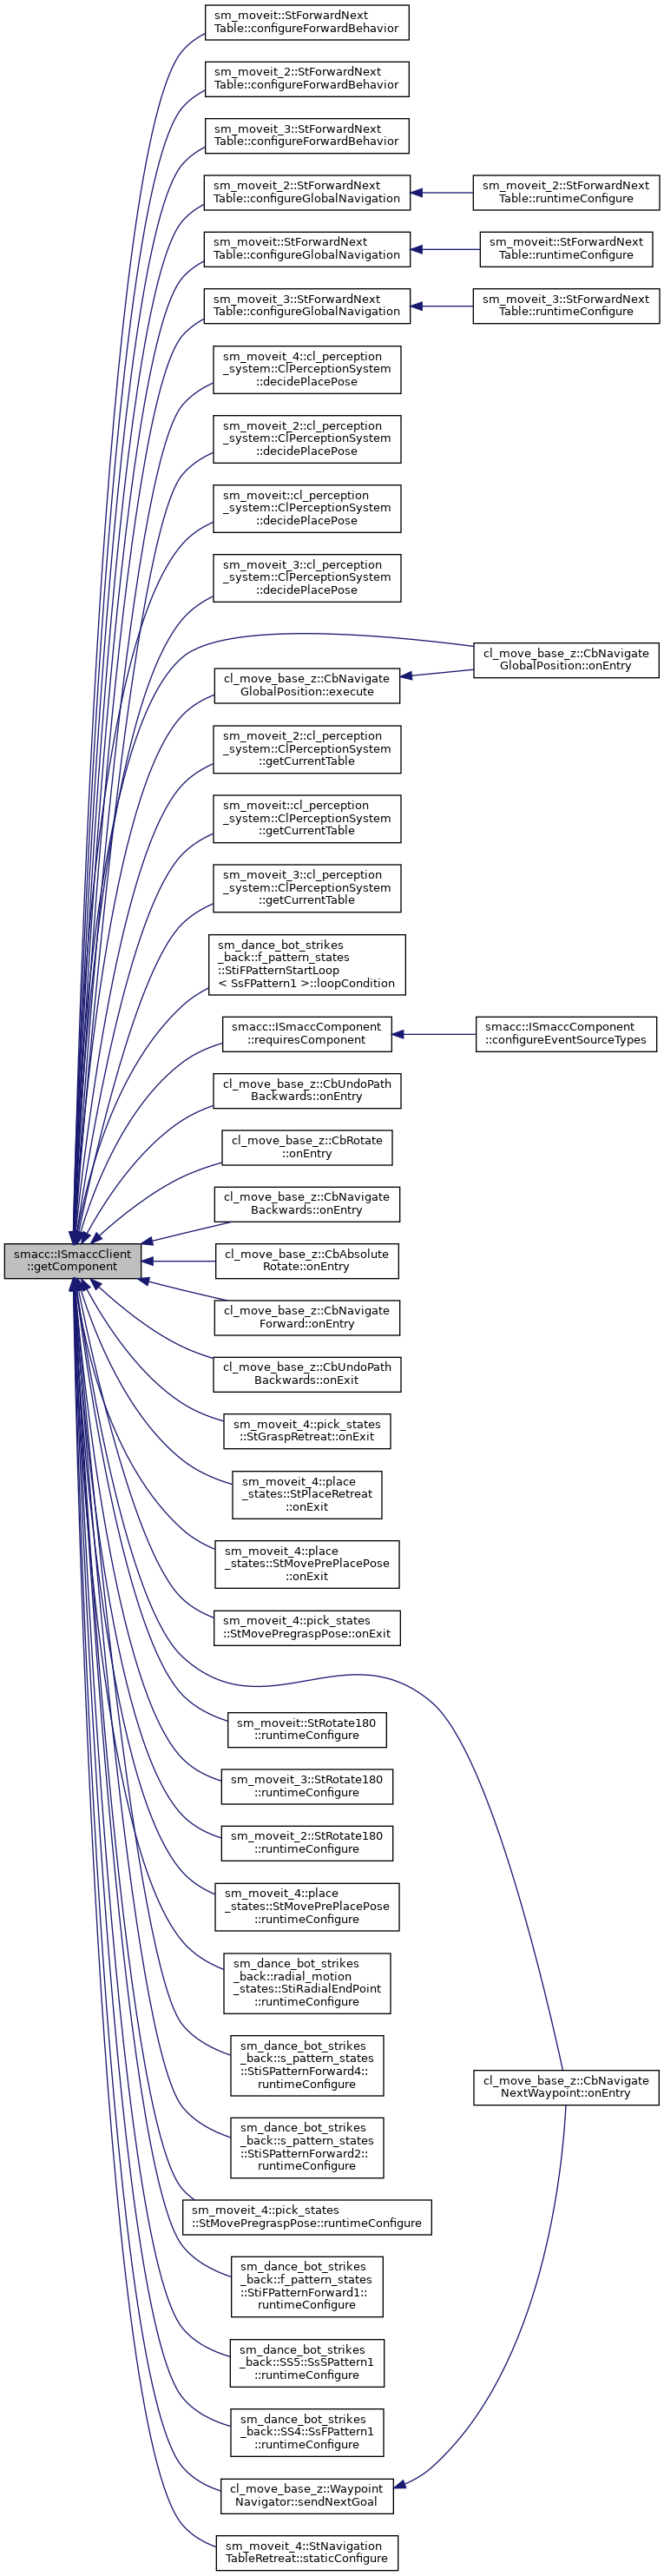 sm_moveit::StForwardNext
Table::configureForwardBehavior
sm_moveit_2::StForwardNext
Table::configureForwardBehavior
sm_moveit_3::StForwardNext
Table::configureForwardBehavior
sm_moveit_2::StForwardNext
Table::configureGlobalNavigation
sm_moveit_2::StForwardNext
Table::runtimeConfigure
sm_moveit::StForwardNext
Table::configureGlobalNavigation
sm_moveit::StForwardNext
Table::runtimeConfigure
sm_moveit_3::StForwardNext
Table::configureGlobalNavigation
sm_moveit_3::StForwardNext
Table::runtimeConfigure
sm_moveit_4::cl_perception
_system::ClPerceptionSystem
::decidePlacePose
sm_moveit_2::cl_perception
_system::ClPerceptionSystem
::decidePlacePose
sm_moveit::cl_perception
_system::ClPerceptionSystem
::decidePlacePose
sm_moveit_3::cl_perception
_system::ClPerceptionSystem
::decidePlacePose
cl_move_base_z::CbNavigate
GlobalPosition::onEntry
cl_move_base_z::CbNavigate
GlobalPosition::execute
sm_moveit_2::cl_perception
_system::ClPerceptionSystem
::getCurrentTable
sm_moveit::cl_perception
_system::ClPerceptionSystem
::getCurrentTable
sm_moveit_3::cl_perception
_system::ClPerceptionSystem
::getCurrentTable
sm_dance_bot_strikes
_back::f_pattern_states
::StiFPatternStartLoop
< SsFPattern1 >::loopCondition
smacc::ISmaccComponent
::requiresComponent
smacc::ISmaccComponent
::configureEventSourceTypes
cl_move_base_z::CbUndoPath
Backwards::onEntry
cl_move_base_z::CbRotate
::onEntry
cl_move_base_z::CbNavigate
Backwards::onEntry
smacc::ISmaccClient
::getComponent
cl_move_base_z::CbAbsolute
Rotate::onEntry
cl_move_base_z::CbNavigate
Forward::onEntry
cl_move_base_z::CbUndoPath
Backwards::onExit
sm_moveit_4::pick_states
::StGraspRetreat::onExit
sm_moveit_4::place
_states::StPlaceRetreat
::onExit
sm_moveit_4::place
_states::StMovePrePlacePose
::onExit
sm_moveit_4::pick_states
::StMovePregraspPose::onExit
sm_moveit::StRotate180
::runtimeConfigure
sm_moveit_3::StRotate180
::runtimeConfigure
sm_moveit_2::StRotate180
::runtimeConfigure
sm_moveit_4::place
_states::StMovePrePlacePose
::runtimeConfigure
sm_dance_bot_strikes
_back::radial_motion
_states::StiRadialEndPoint
::runtimeConfigure
sm_dance_bot_strikes
_back::s_pattern_states
::StiSPatternForward4::
runtimeConfigure
cl_move_base_z::CbNavigate
NextWaypoint::onEntry
sm_dance_bot_strikes
_back::s_pattern_states
::StiSPatternForward2::
runtimeConfigure
sm_moveit_4::pick_states
::StMovePregraspPose::runtimeConfigure
sm_dance_bot_strikes
_back::f_pattern_states
::StiFPatternForward1::
runtimeConfigure
sm_dance_bot_strikes
_back::SS5::SsSPattern1
::runtimeConfigure
sm_dance_bot_strikes
_back::SS4::SsFPattern1
::runtimeConfigure
cl_move_base_z::Waypoint
Navigator::sendNextGoal
sm_moveit_4::StNavigation
TableRetreat::staticConfigure